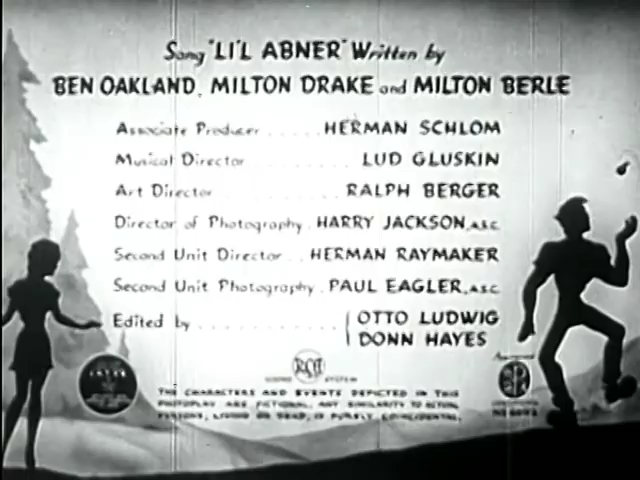 Song "LI'L ABNER" Written by
BEN OAKLAND, MILTON DRAKE and MILTON BERLE
Associate Producer ..... HERMAN SCHLOM
Musical Director ........ LUD GLUSKIN
Art Director ........... RALPH BERGER
Director of Photography . HARRY JACKSON, A.S.C.
Second Unit Director .. HERMAN RAYMAKER
Second Unit Photography . PAUL EAGLER, A.S.C.
Edited by .......... OTTO LUDWIG
DONN HAYES
RCA
SOUND SYSTEM
THE CHARACTERS AND EVENTS DEPICTED IN THIS
PHOTOPLAY ARE FICTIONAL. ANY SIMILARITY TO ACTUAL
PERSONS, LIVING OR DEAD, IS PURELY COINCIDENTAL.